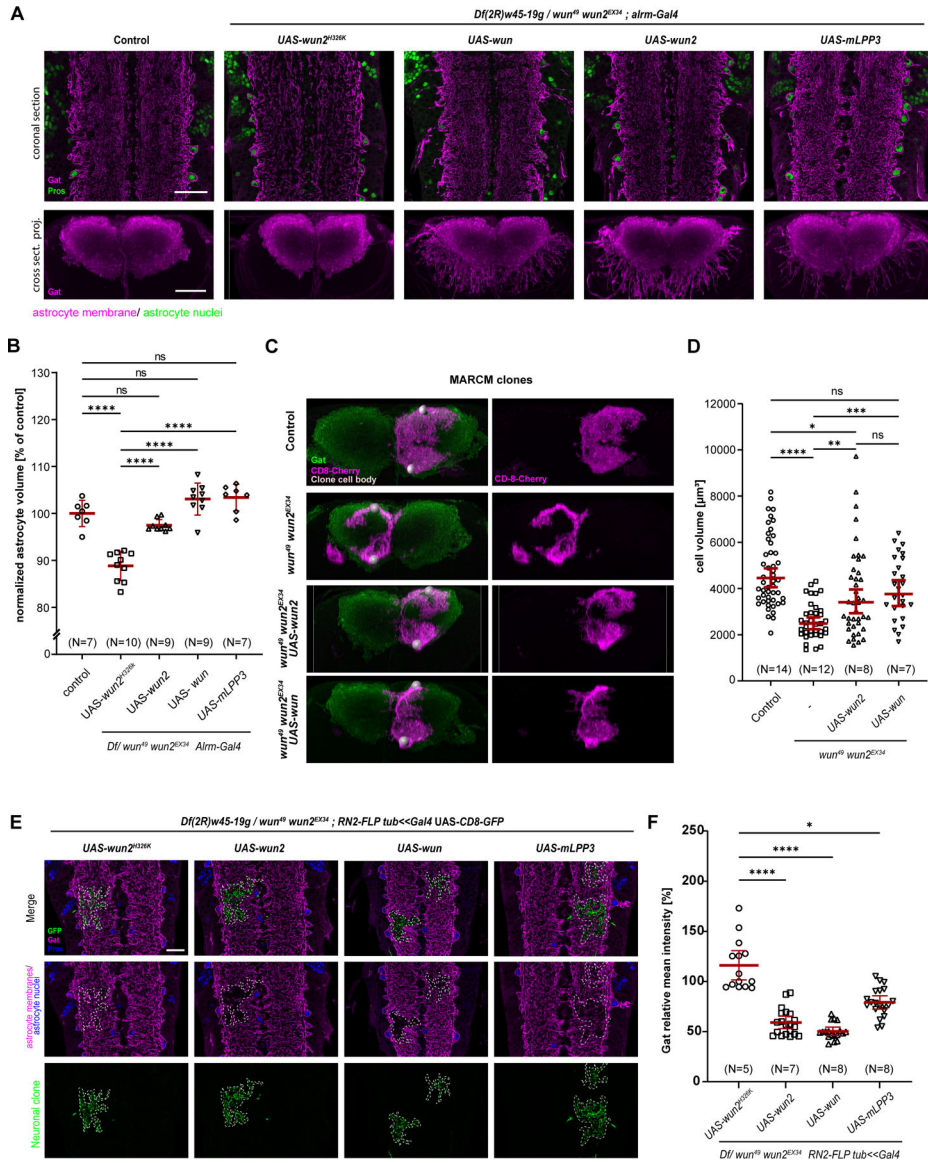 A
Df(2R)w45-19g / wun⁴⁹ wun2ᴱˣ³⁴ ; alrm-Gal4
Control
UAS-wun2ᴴ³²⁶ᴷ
UAS-wun
UAS-wun2
UAS-mLPP3
coronal section
Gat
Pros
cross sect. proj.
Gat
astrocyte membrane/ astrocyte nuclei
B
normalized astrocyte volume [% of control]
ns
ns
ns
****
****
****
****
130
120
110
100
90
80
(N=7)
(N=10)
(N=9)
(N=9)
(N=7)
control
UAS-wun2ᴴ³²⁶ᴷ
UAS-wun2
UAS- wun
UAS-mLPP3
Df/ wun⁴⁹ wun2ᴱˣ³⁴ Alrm-Gal4
C
MARCM clones
Control
Gat
CD8-Cherry
Clone cell body
CD8-Cherry
wun⁴⁹ wun2ᴱˣ³⁴
wun⁴⁹ wun2ᴱˣ³⁴
UAS-wun2
wun⁴⁹ wun2ᴱˣ³⁴
UAS-wun
D
cell volume [µm³]
ns
***
*
**
ns
****
12000
10000
8000
6000
4000
2000
0
(N=14)
(N=12)
(N=8)
(N=7)
Control
-
UAS-wun2
UAS-wun
wun⁴⁹ wun2ᴱˣ³⁴
E
Df(2R)w45-19g / wun⁴⁹ wun2ᴱˣ³⁴ ; RN2-FLP tub<<Gal4 UAS-CD8-GFP
UAS-wun2ᴴ³²⁶ᴷ
UAS-wun2
UAS-wun
UAS-mLPP3
Merge
GFP
Gat
Pros
astrocyte membranes/
astrocyte nuclei
Neuronal clone
F
Gat relative mean intensity [%]
*
****
****
250
200
150
100
50
0
(N=5)
(N=7)
(N=8)
(N=8)
UAS-wun2ᴴ³²⁶ᴷ
UAS-wun2
UAS-wun
UAS-mLPP3
Df/ wun⁴⁹ wun2ᴱˣ³⁴ RN2-FLP tub<<Gal4